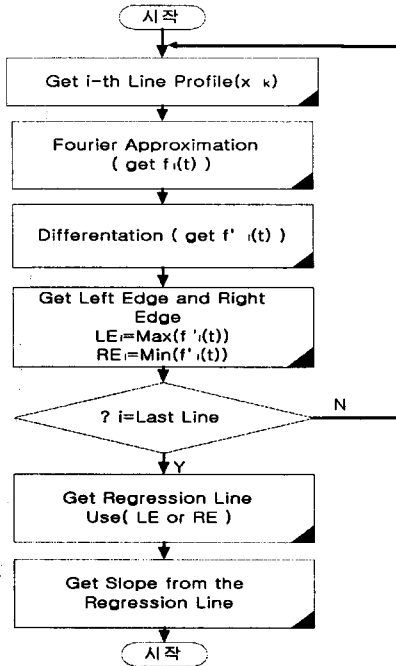 시작
Get i-th Line Profile(x k)
Fourier Approximation
( get fi(t) )
Differentation ( get f' i(t) )
Get Left Edge and Right
Edge
LEi=Max(f'i(t))
REi=Min(f'i(t))
? i=Last Line
N
Y
Get Regression Line
Use( LE or RE )
Get Slope from the
Regression Line
시작